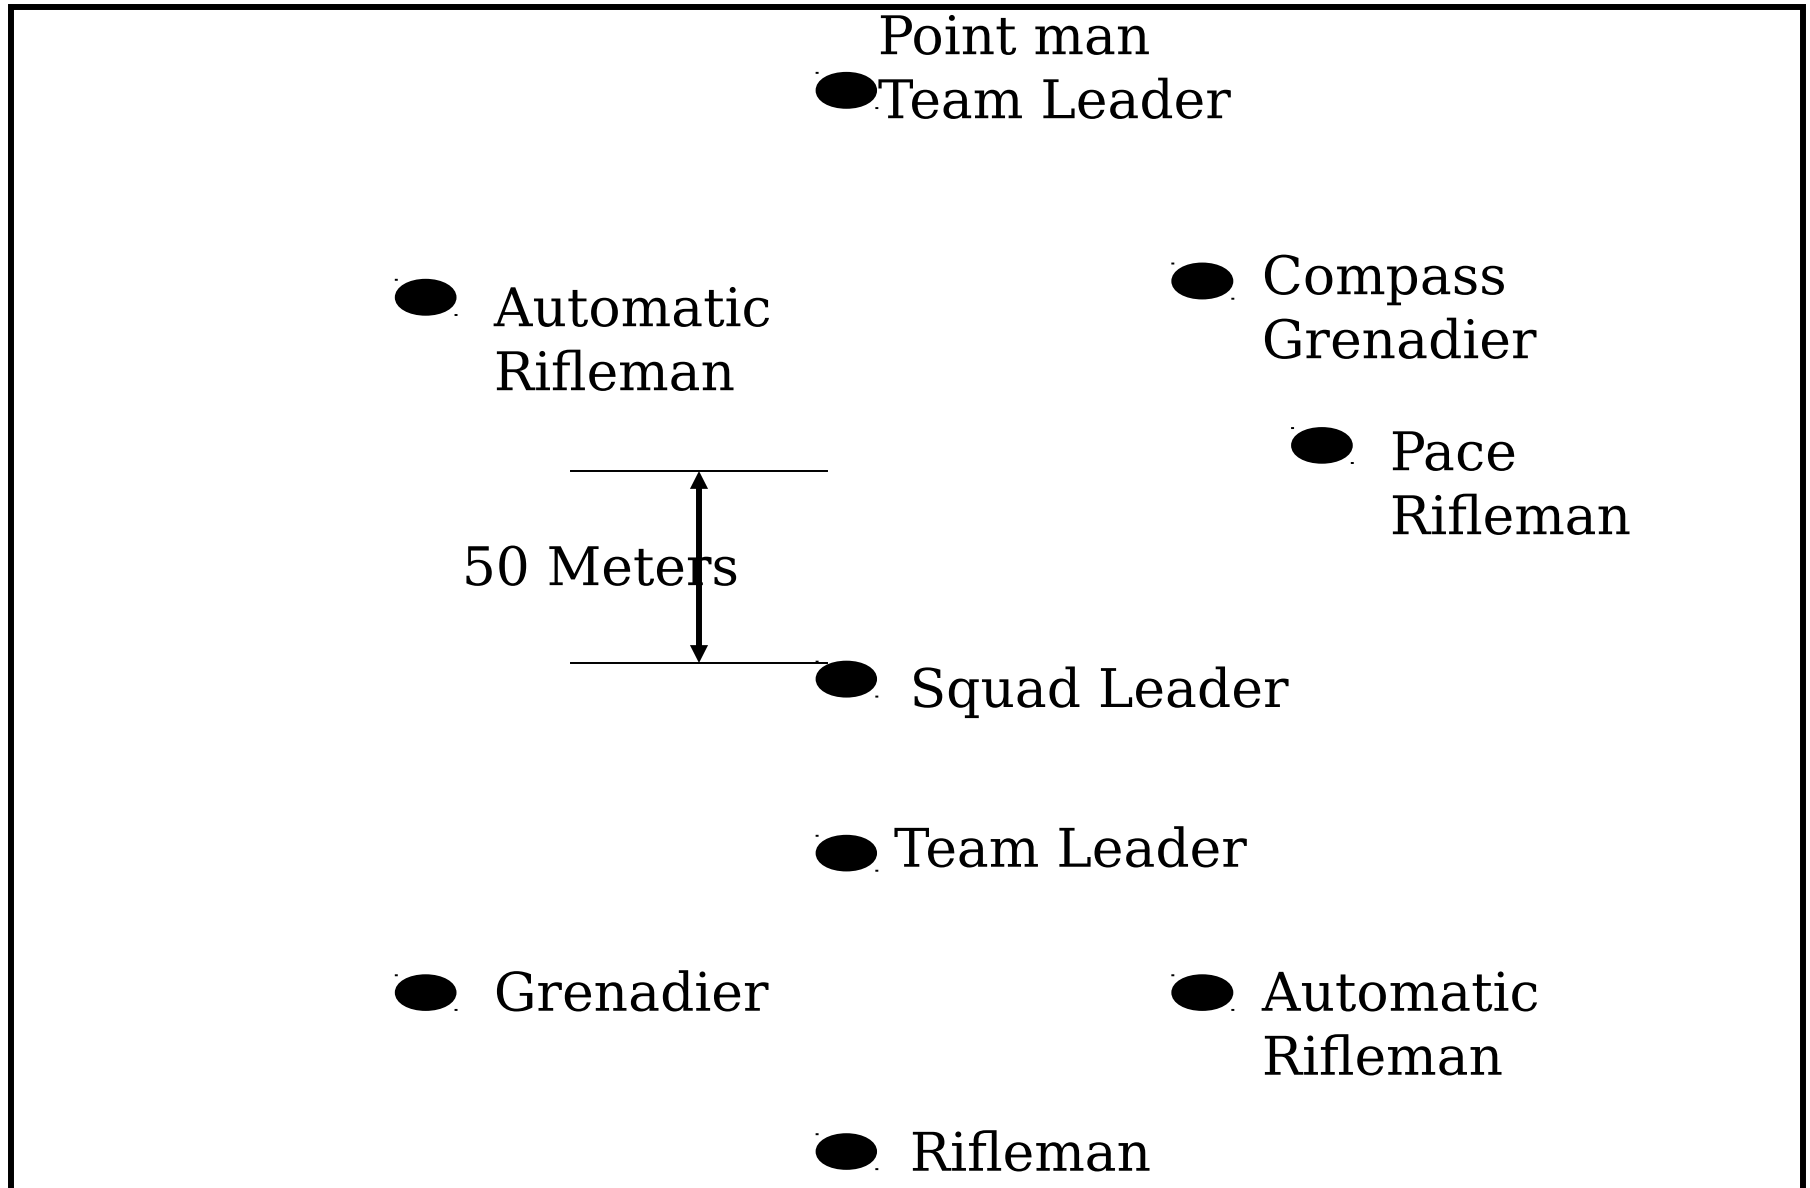 Point man
Team Leader
Automatic
Rifleman
Compass
Grenadier
Pace
Rifleman
50 Meters
Squad Leader
Team Leader
Grenadier
Automatic
Rifleman
Rifleman